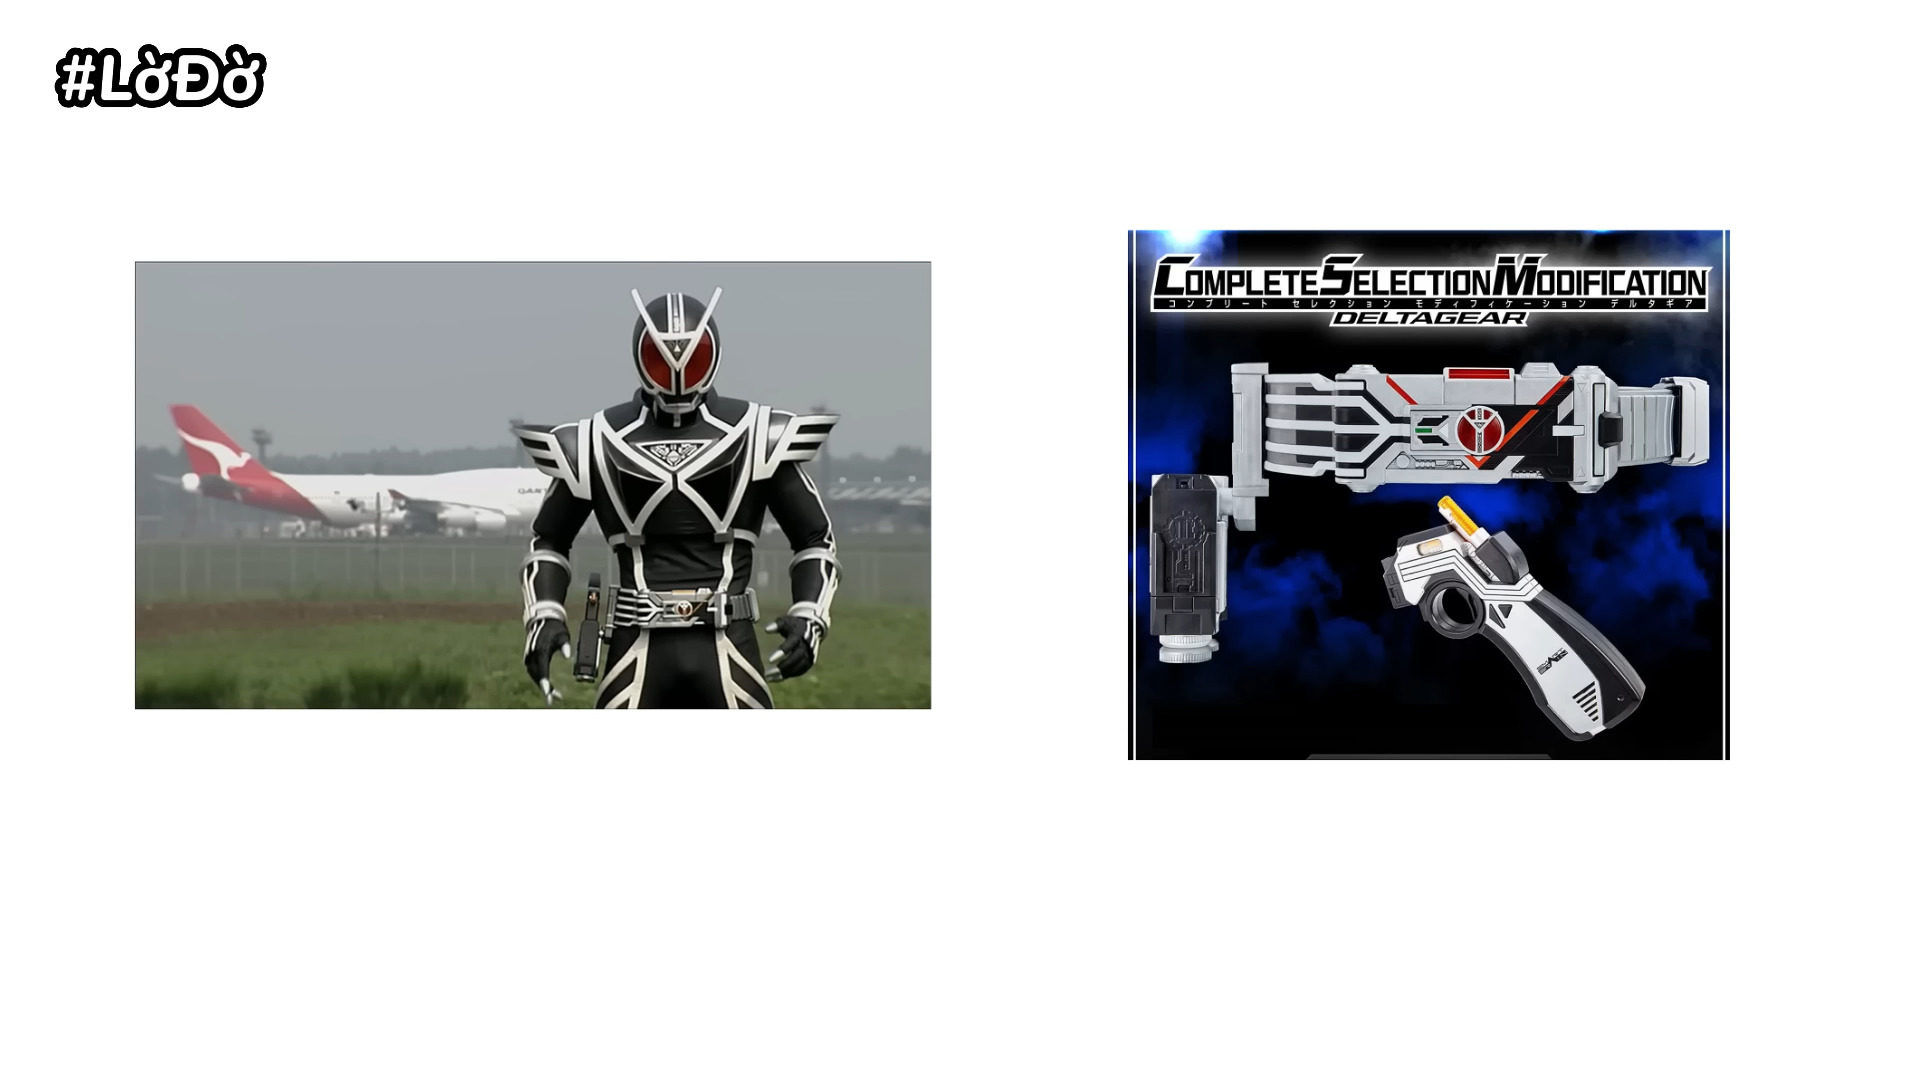 #LờĐờ
COMPLETE SELECTION MODIFICATION
コンプリート セレクション モディフィケーション デルタギア
DELTAGEAR